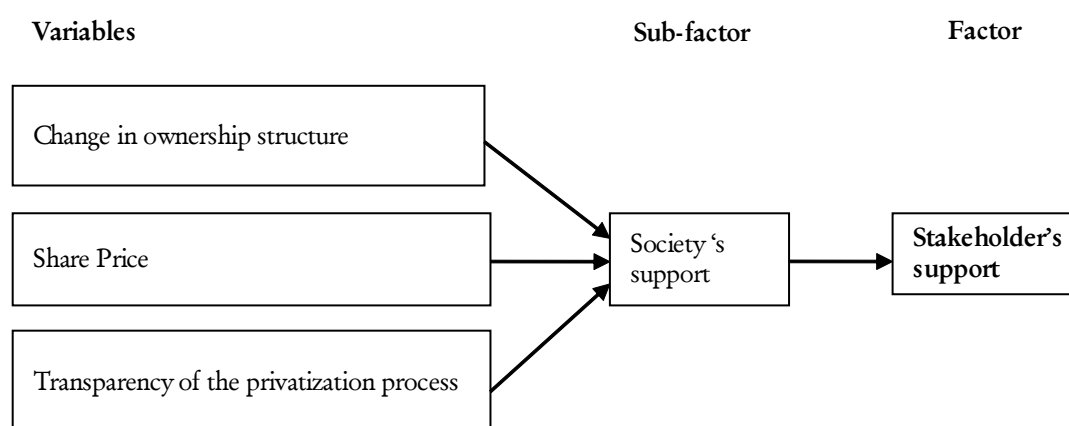 Variables
Sub-factor
Factor
Change in ownership structure
Share Price
Society ‘s
support
Stakeholder’s
support
Transparency of the privatization process